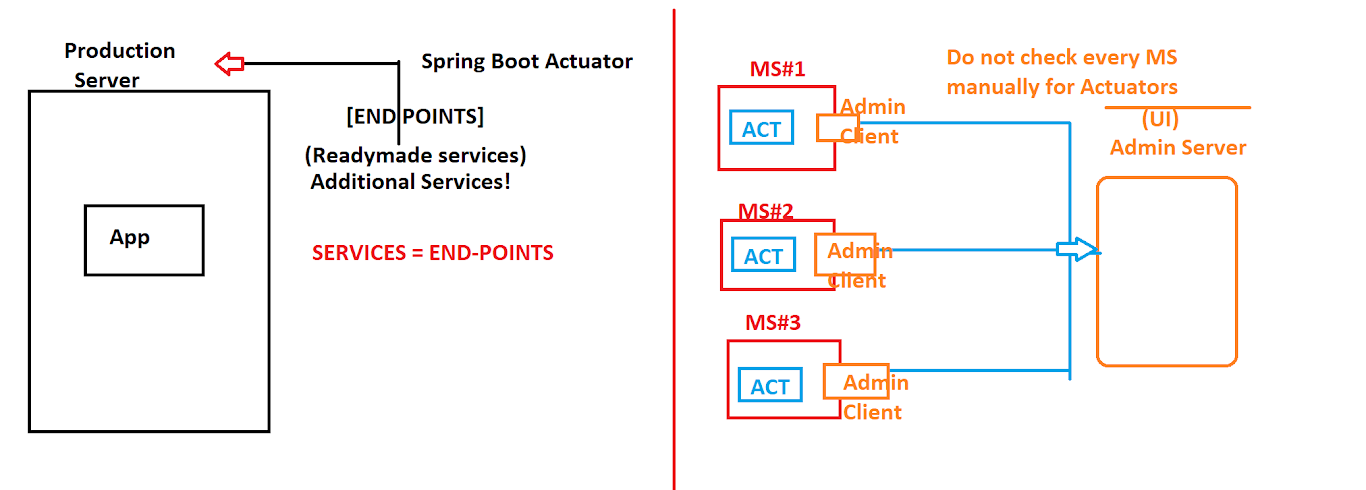 Production
Server
Spring Boot Actuator
[END POINTS]
(Readymade services)
Additional Services!
App
SERVICES = END-POINTS
MS#1
ACT
Admin
Client
MS#2
ACT
Admin
Client
MS#3
ACT
Admin
Client
Do not check every MS
manually for Actuators
(UI)
Admin Server